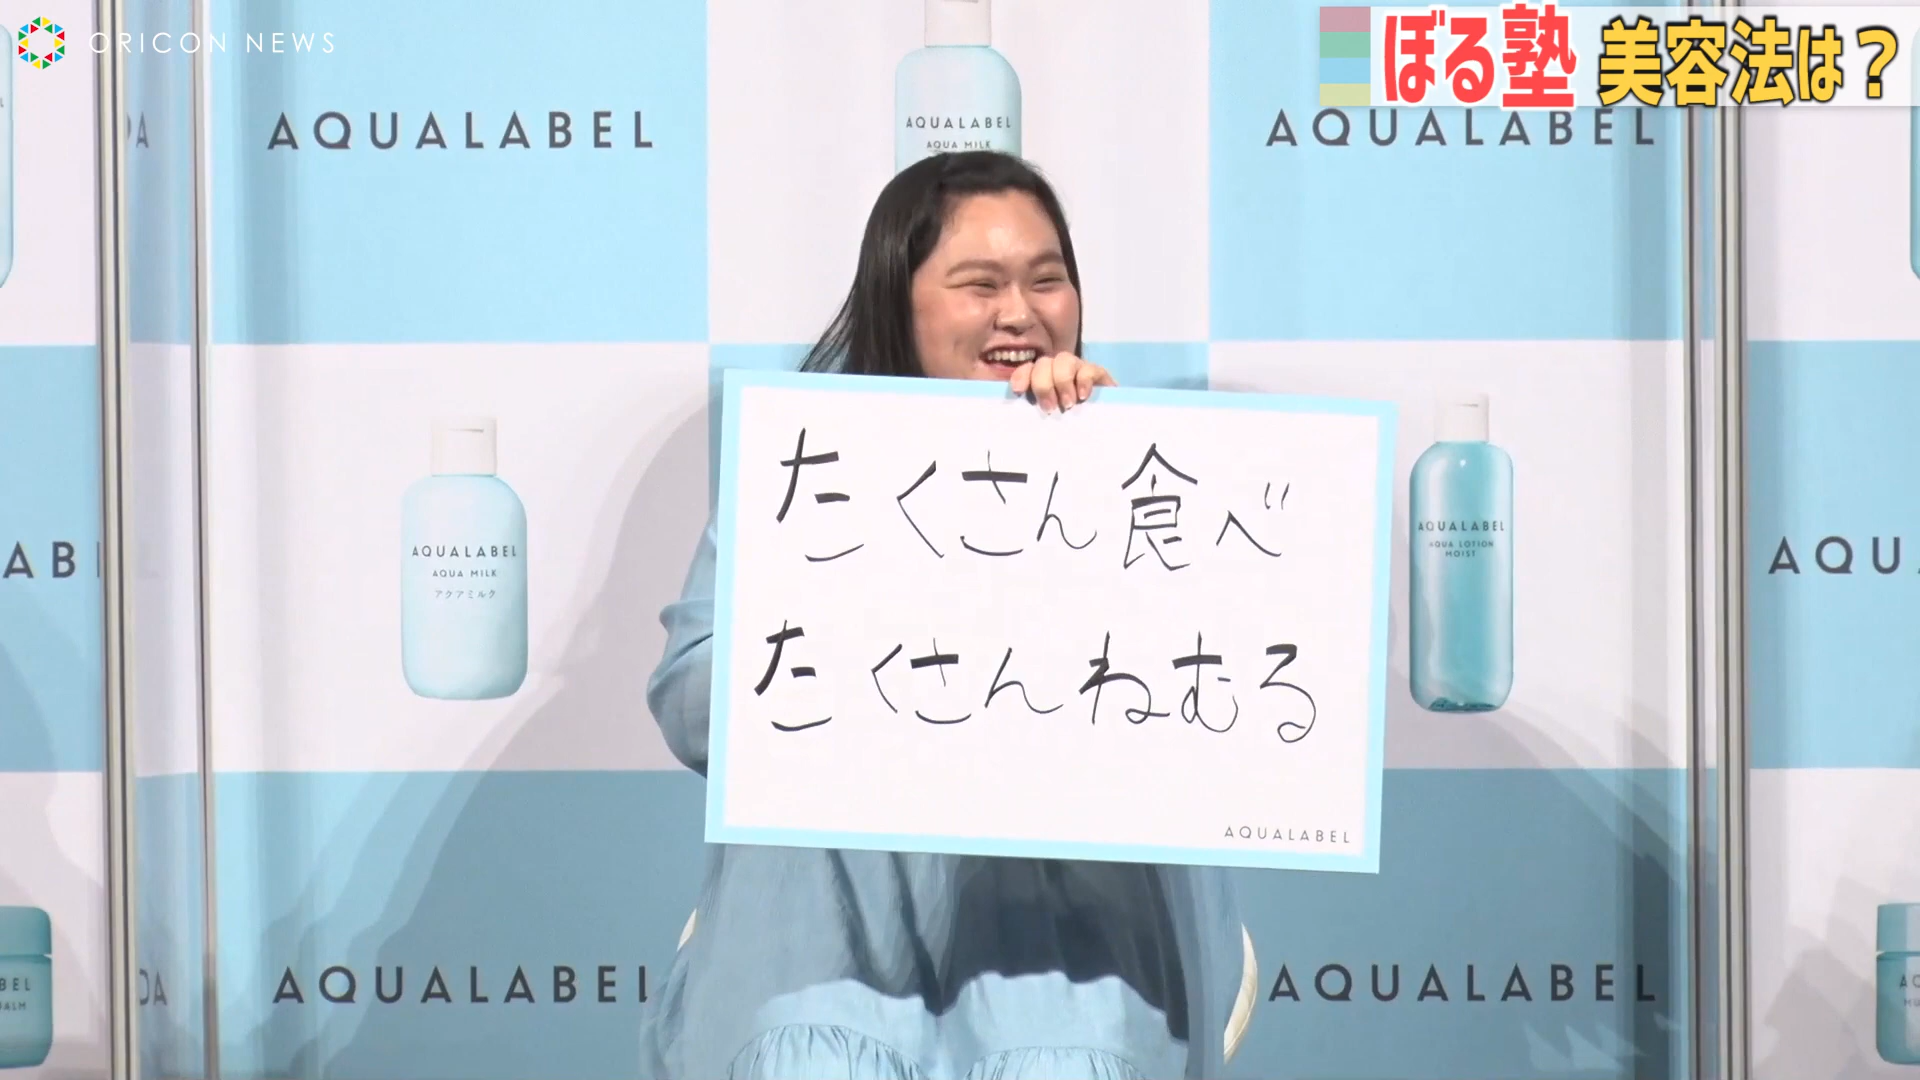 ORICON NEWS
ぼる塾 美容法は？
AQUALABEL
AQUALABEL
AQUA MILK
AQUALABEL
たくさん食べ
たくさんねむる
AQUALABEL
AQUALABEL
AQUA MILK
アクアミルク
AQUALABEL
AQUA LOTION
MOIST
AQU
AQUALABEL
AQUALABEL